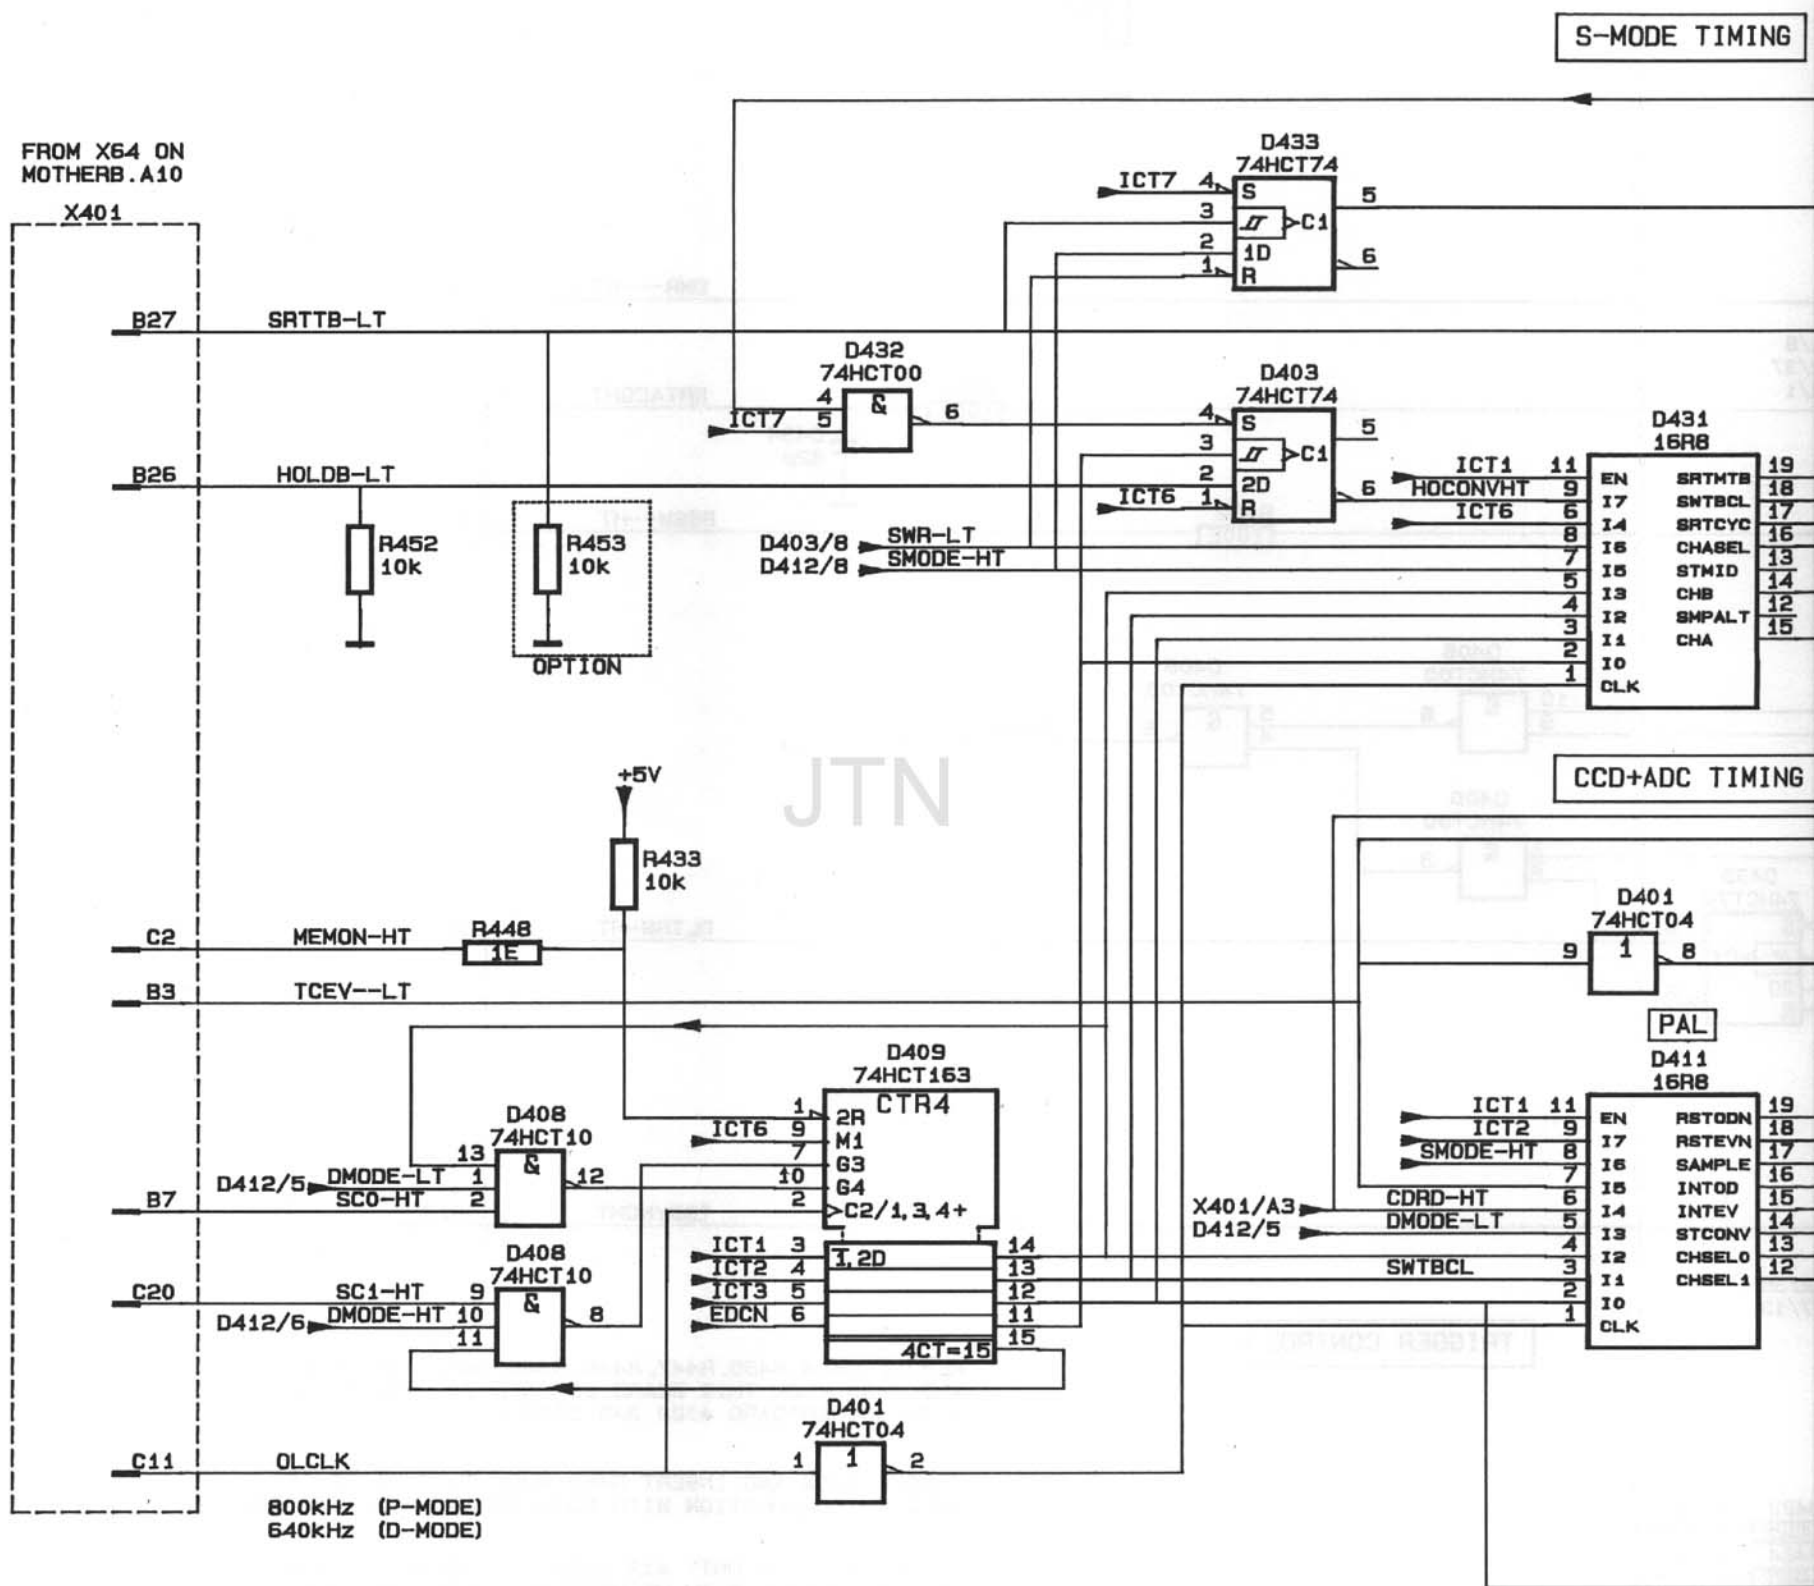 S-MODE TIMING
FROM X64 ON
MOTHERB.A10
X401
D433
74HCT74
ICT7 4 S
3 C1
2 1D
1 R
5
6
B27 SRTTB-LT
D432
74HCT00
4 &
ICT7 5
6
D403
74HCT74
4 S
3 C1
2 2D
ICT6 1 R
5
6
B26 HOLDB-LT
R452
10k
R453
10k
OPTION
D403/8 SWR-LT
D412/8 SMODE-HT
D431
16R8
ICT1 11 EN SRTMTB 19
HOCONVHT 9 I7 SWTBCL 18
ICT6 6 I4 SRTCYC 17
8 I6 CHASEL 16
7 I5 STMID 13
5 I3 CHB 14
4 I2 SMPALT 12
3 I1 CHA 15
2 I0
1 CLK
JTN
CCD+ADC TIMING
+5V
R433
10k
C2 MEMON-HT
R448
1E
B3 TCEV--LT
D401
74HCT04
9 1 8
PAL
D409
74HCT163
CTR4
1 2R
ICT6 9 M1
7 G3
10 G4
2 C2/1,3,4+
ICT1 3 1,2D 14
ICT2 4 13
ICT3 5 12
EDCN 6 11
4CT=15 15
D408
74HCT10
13 &
D412/5 DMODE-LT 1 12
B7 SC0-HT 2
D408
74HCT10
C20 SC1-HT 9 &
D412/6 DMODE-HT 10 8
11
D411
16R8
ICT1 11 EN RSTODN 19
ICT2 9 I7 RSTEVN 18
SMODE-HT 8 I6 SAMPLE 17
7 I5 INTOD 16
X401/A3 CDRD-HT 6 I4 INTEV 15
D412/5 DMODE-LT 5 I3 STCONV 14
4 I2 CHSEL0 13
SWTBCL 3 I1 CHSEL1 12
2 I0
1 CLK
D401
74HCT04
C11 OLCLK 1 1 2
800kHz (P-MODE)
640kHz (D-MODE)